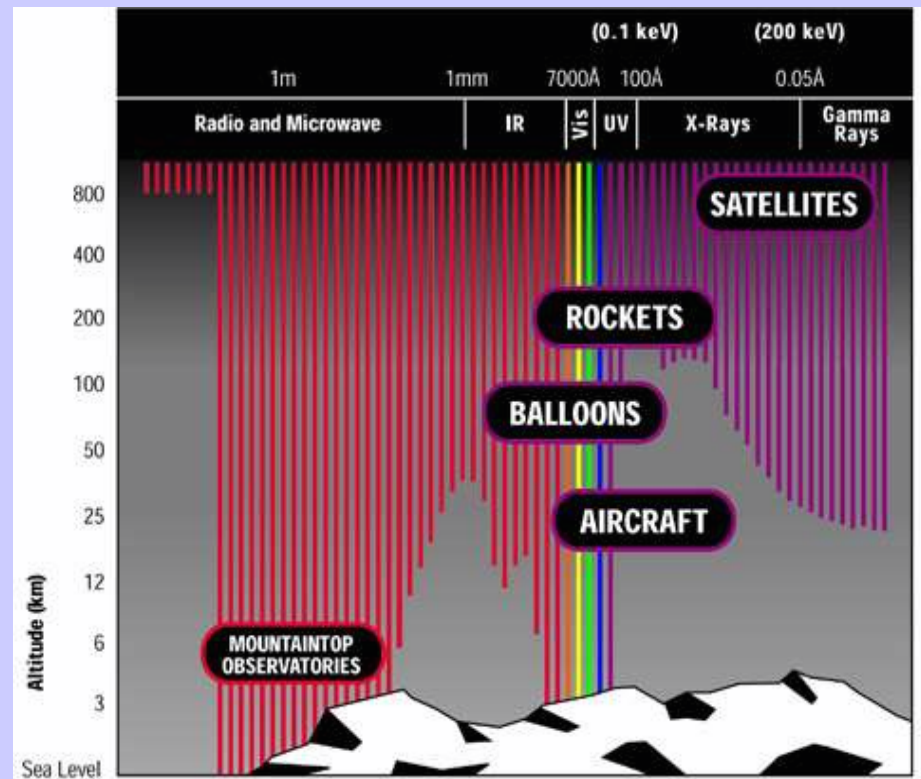 (0.1 keV) (200 keV)
1m 1mm 7000Å 100Å 0.05Å
Radio and Microwave IR Vis UV X-Rays Gamma Rays
800
SATELLITES
400
200
ROCKETS
100
BALLOONS
50
25
AIRCRAFT
12
Altitude (km)
6
MOUNTAINTOP
OBSERVATORIES
3
Sea Level